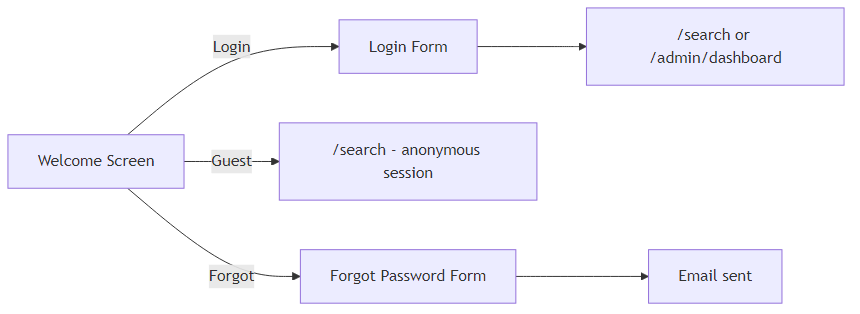 Login
Login Form
/search or
/admin/dashboard
Welcome Screen
Guest
/search - anonymous
session
Forgot
Forgot Password Form
Email sent